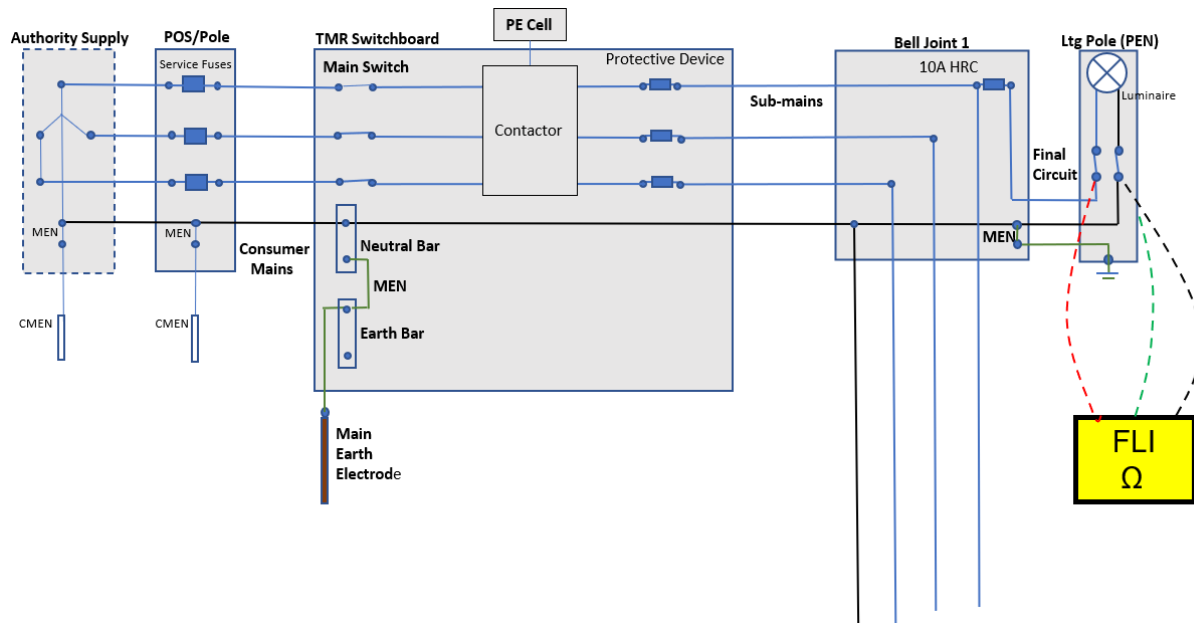 PE Cell
Authority Supply
POS/Pole
TMR Switchboard
Bell Joint 1
Ltg Pole (PEN)
Service Fuses
Main Switch
Protective Device
10A HRC
Luminaire
Sub-mains
Contactor
Final
Circuit
MEN
MEN
Consumer
Mains
Neutral Bar
MEN
MEN
CMEN
CMEN
Earth Bar
Main
Earth
Electrode
FLI
Ω